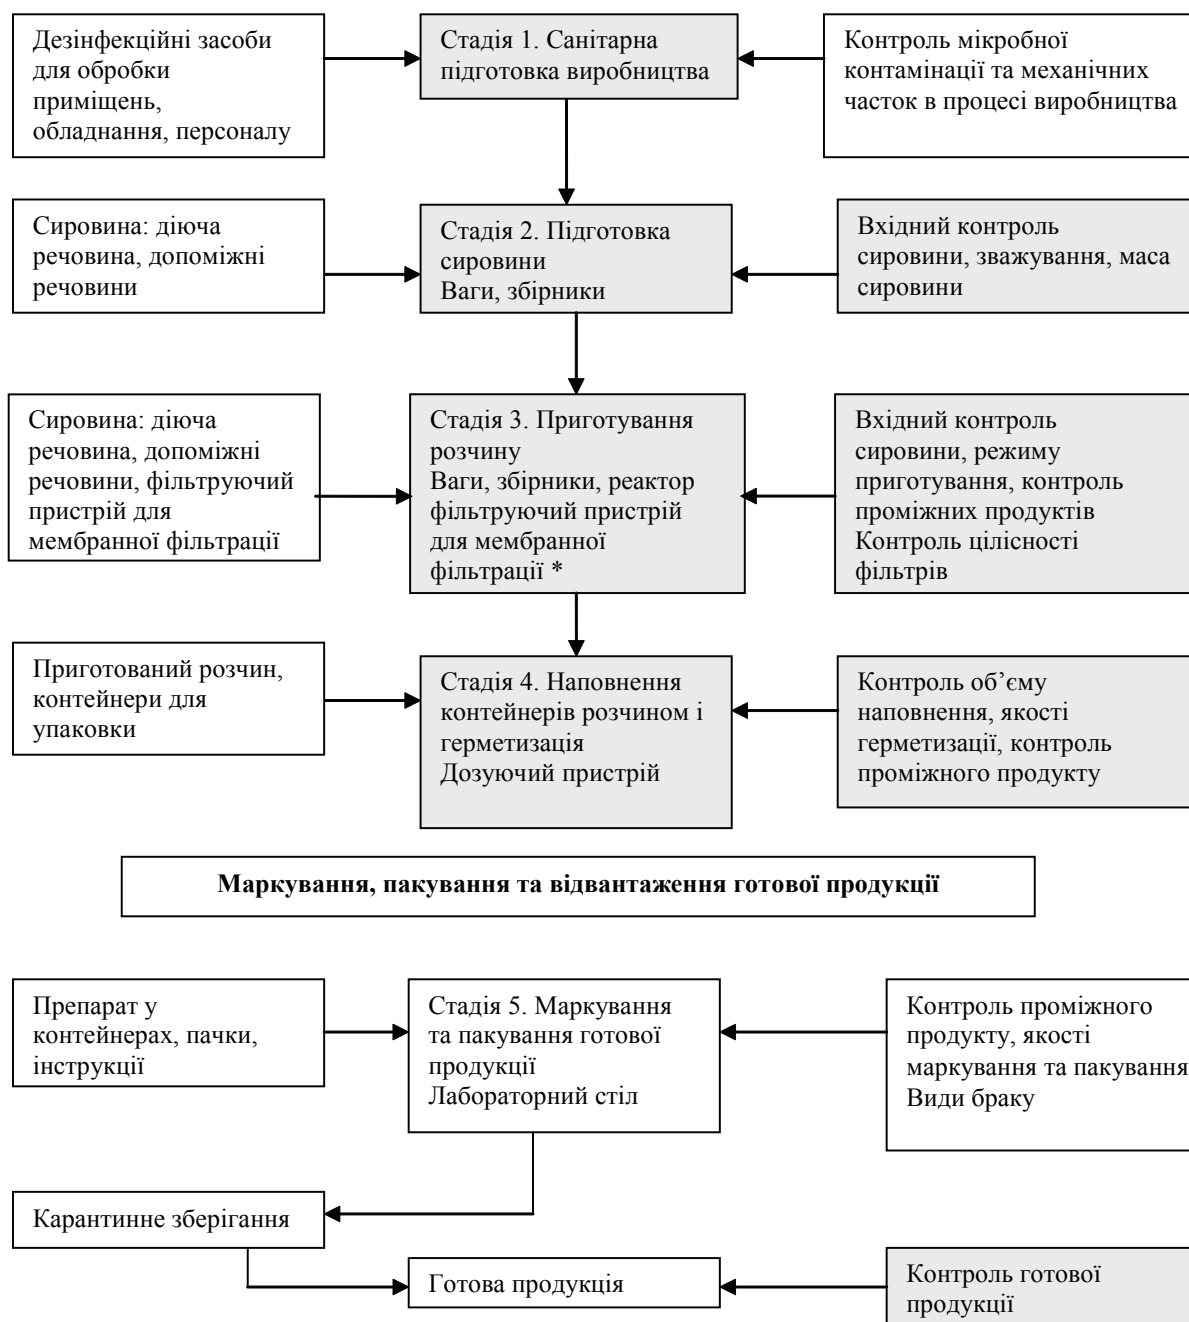 Дезінфекційні засоби
для обробки
приміщень,
обладнання, персоналу
Стадія 1. Санітарна
підготовка виробництва
Контроль мікробної
контамінації та механічних
часток в процесі виробництва
Сировина: діюча
речовина, допоміжні
речовини
Стадія 2. Підготовка
сировини
Ваги, збірники
Вхідний контроль
сировини, зважування, маса
сировини
Сировина: діюча
речовина, допоміжні
речовини, фільтруючий
пристрій для
мембранної фільтрації
Стадія 3. Приготування
розчину
Ваги, збірники, реактор
фільтруючий пристрій
для мембранної
фільтрації *
Вхідний контроль
сировини, режиму
приготування, контроль
проміжних продуктів
Контроль цілісності
фільтрів
Приготований розчин,
контейнери для
упаковки
Стадія 4. Наповнення
контейнерів розчином і
герметизація
Дозуючий пристрій
Контроль об’єму
наповнення, якості
герметизації, контроль
проміжного продукту
Маркування, пакування та відвантаження готової продукції
Препарат у
контейнерах, пачки,
інструкції
Стадія 5. Маркування
та пакування готової
продукції
Лабораторний стіл
Контроль проміжного
продукту, якості
маркування та пакування
Види браку
Карантинне зберігання
Готова продукція
Контроль готової
продукції